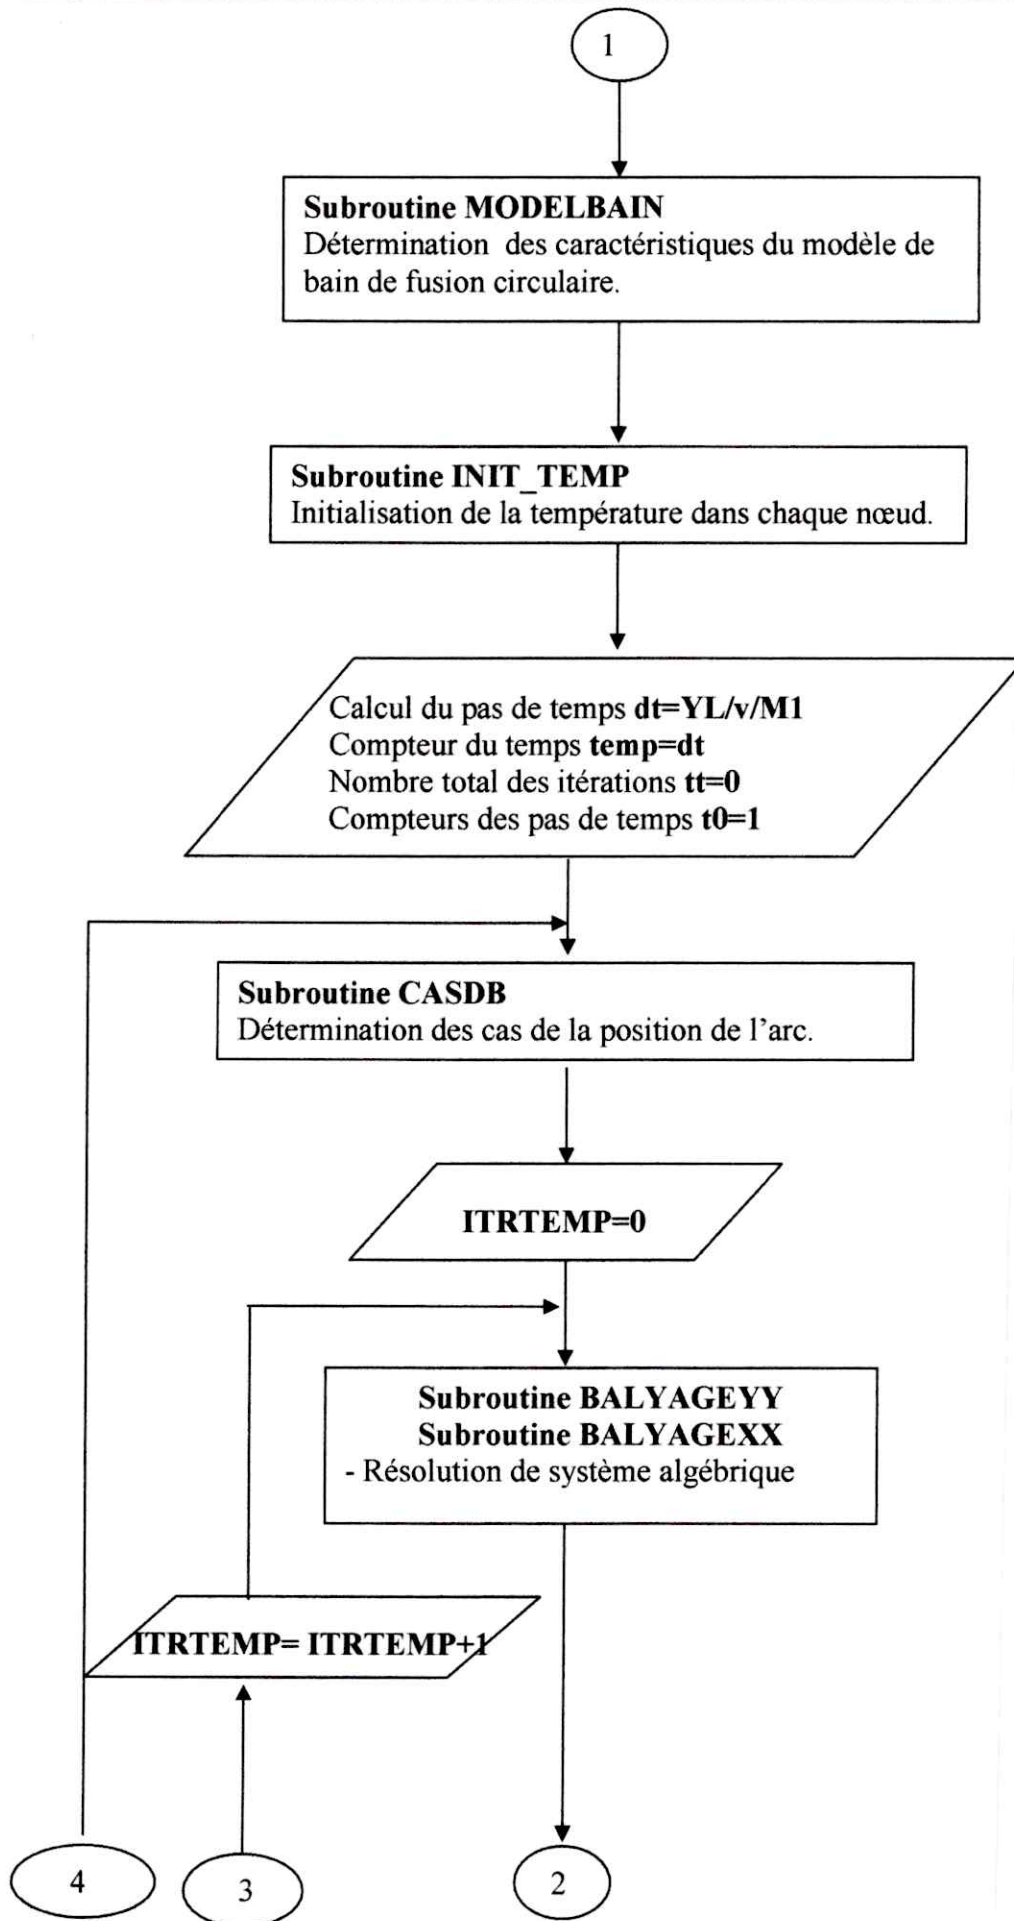 1
Subroutine MODELBAIN
Détermination des caractéristiques du modèle de
bain de fusion circulaire.
Subroutine INIT_TEMP
Initialisation de la température dans chaque nœud.
Calcul du pas de temps dt=YL/v/M1
Compteur du temps temp=dt
Nombre total des itérations tt=0
Compteurs des pas de temps t0=1
Subroutine CASDB
Détermination des cas de la position de l’arc.
ITRTEMP=0
Subroutine BALYAGEYY
Subroutine BALYAGEXX
- Résolution de système algébrique
ITRTEMP= ITRTEMP+1
4
3
2